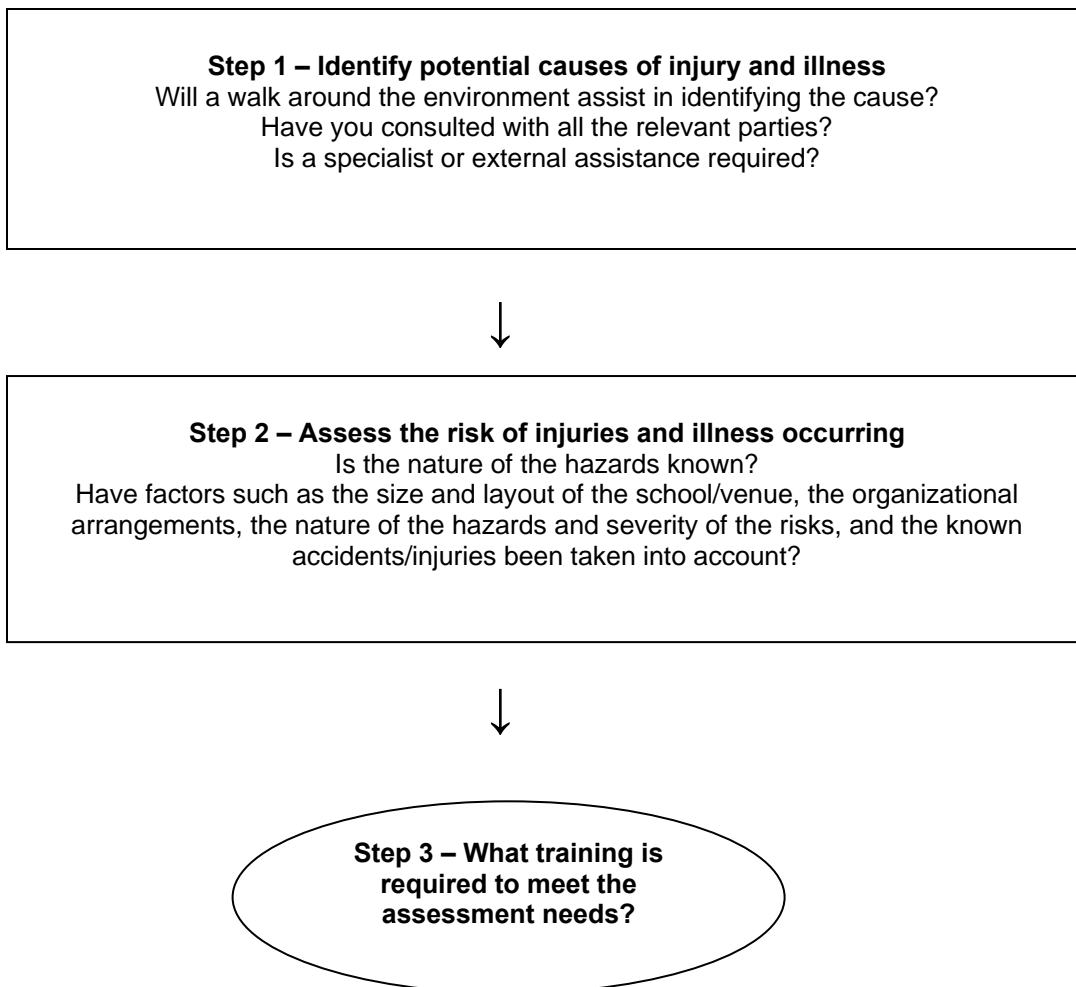 Step 1 – Identify potential causes of injury and illness
Will a walk around the environment assist in identifying the cause?
Have you consulted with all the relevant parties?
Is a specialist or external assistance required?
↓
Step 2 – Assess the risk of injuries and illness occurring
Is the nature of the hazards known?
Have factors such as the size and layout of the school/venue, the organizational
arrangements, the nature of the hazards and severity of the risks, and the known
accidents/injuries been taken into account?
↓
Step 3 – What training is
required to meet the
assessment needs?